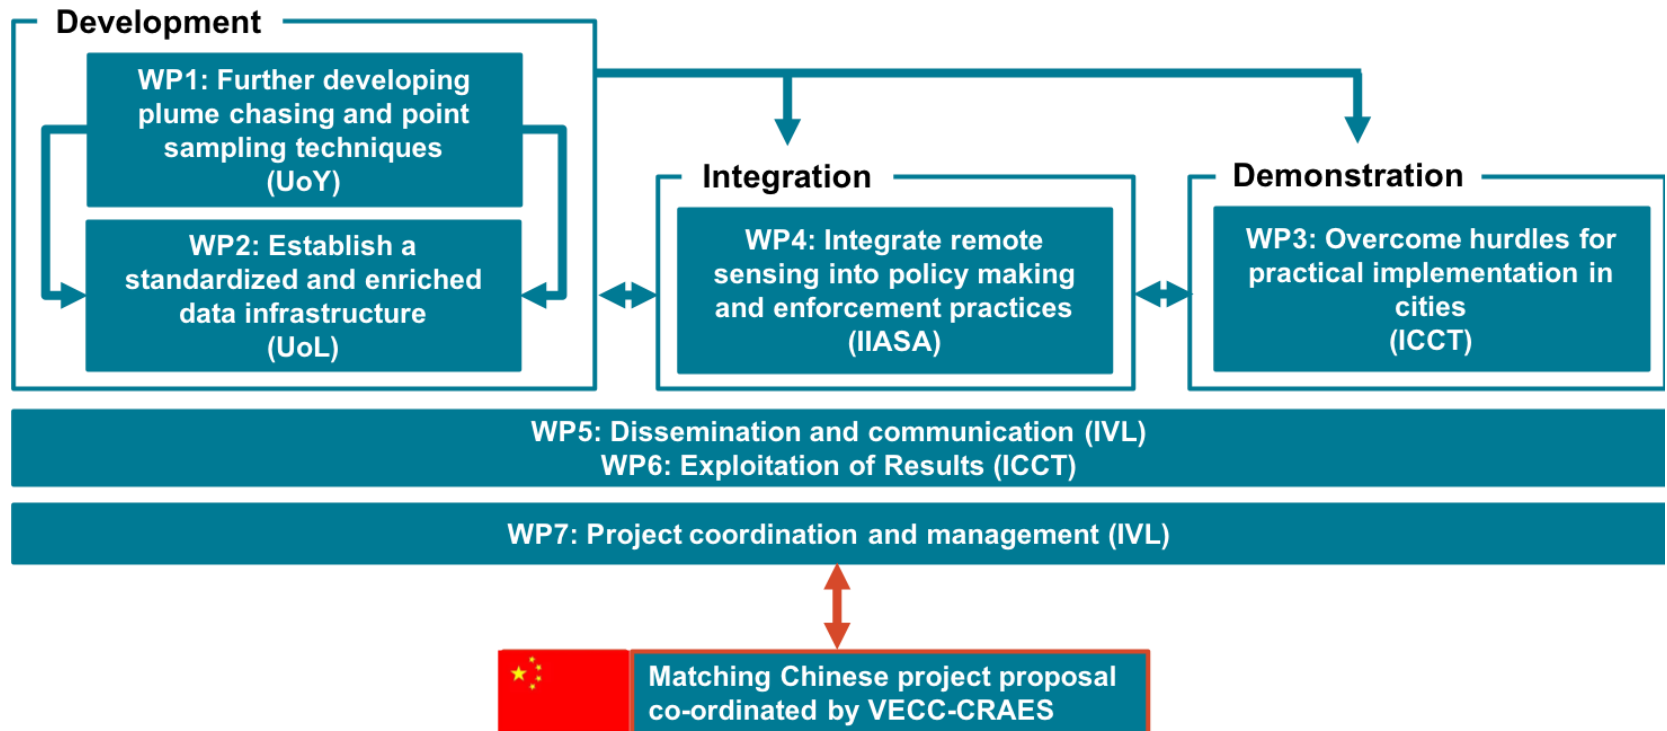 Development
WP1: Further developing
plume chasing and point
sampling techniques
(UoY)
WP2: Establish a
standardized and enriched
data infrastructure
(UoL)
Integration
WP4: Integrate remote
sensing into policy making
and enforcement practices
(IIASA)
Demonstration
WP3: Overcome hurdles for
practical implementation in
cities
(ICCT)
WP5: Dissemination and communication (IVL)
WP6: Exploitation of Results (ICCT)
WP7: Project coordination and management (IVL)
Matching Chinese project proposal
co-ordinated by VECC-CRAES